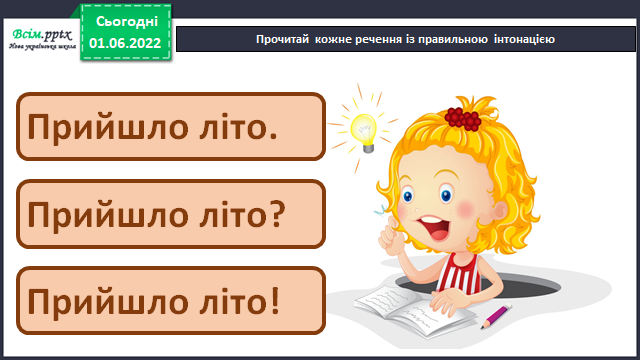 Всім.pptx
Нова українська школа
Сьогодні
01.06.2022
Прочитай кожне речення із правильною інтонацією
Прийшло літо.
Прийшло літо?
Прийшло літо!